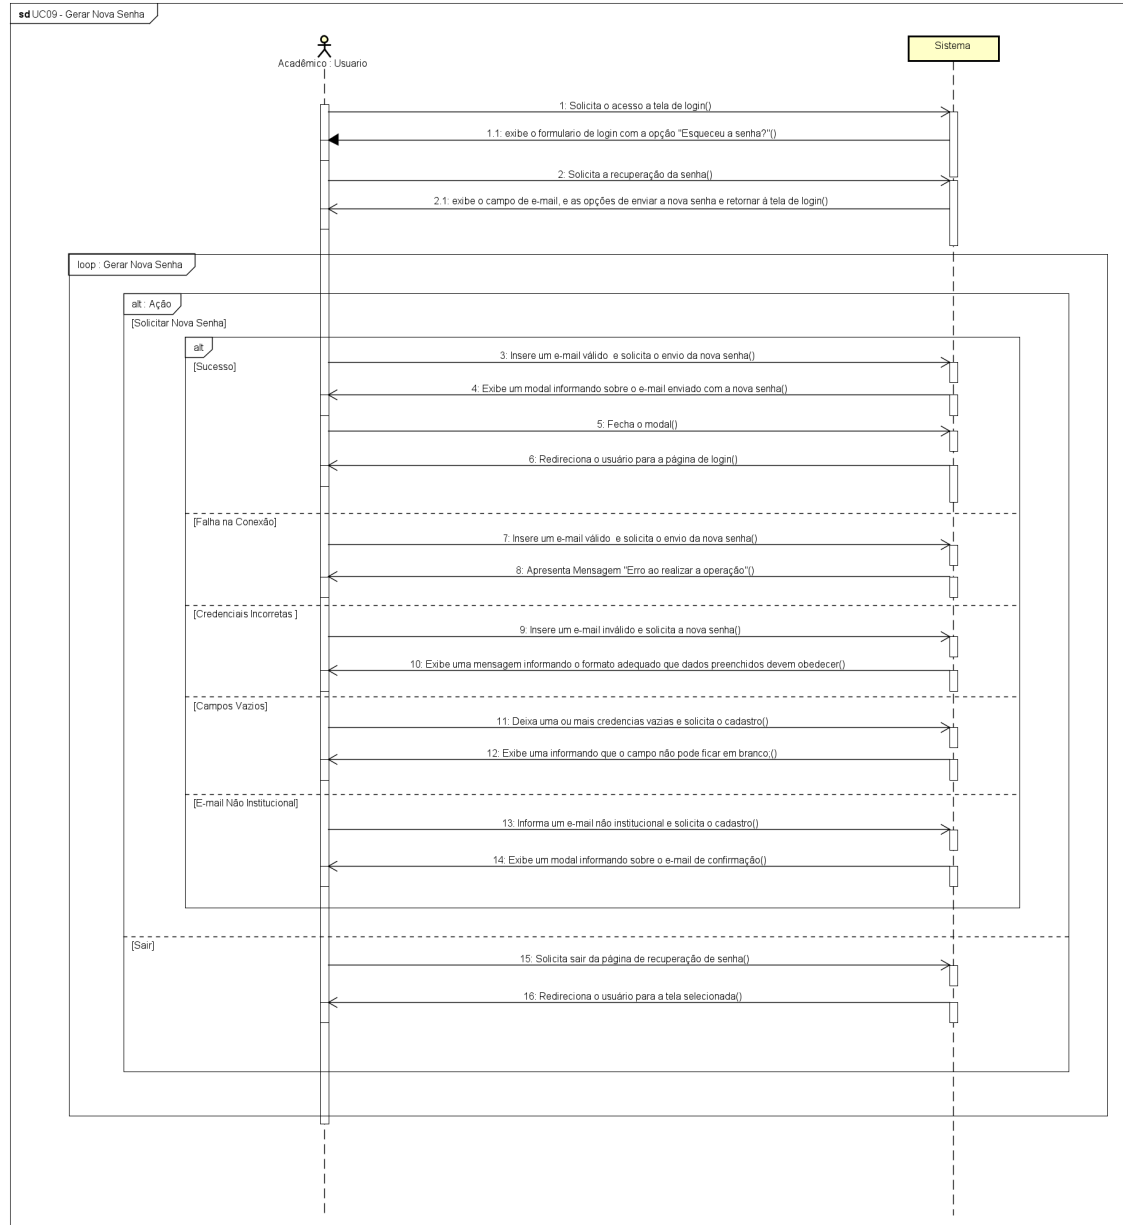 sd UC09 - Gerar Nova Senha
Acadêmico : Usuario
Sistema
1: Solicita o acesso a tela de login()
1.1: exibe o formulario de login com a opção "Esqueceu a senha?"()
2: Solicita a recuperação da senha()
2.1: exibe o campo de e-mail, e as opções de enviar a nova senha e retornar à tela de login()
loop : Gerar Nova Senha
alt : Ação
[Solicitar Nova Senha]
alt
[Sucesso]
3: Insere um e-mail válido  e solicita o envio da nova senha()
4: Exibe um modal informando sobre o e-mail enviado com a nova senha()
5: Fecha o modal()
6: Redireciona o usuário para a página de login()
[Falha na Conexão]
7: Insere um e-mail válido  e solicita o envio da nova senha()
8: Apresenta Mensagem "Erro ao realizar a operação"()
[Credenciais Incorretas ]
9: Insere um e-mail inválido e solicita a nova senha()
10: Exibe uma mensagem informando o formato adequado que dados preenchidos devem obedecer()
[Campos Vazios]
11: Deixa uma ou mais credencias vazias e solicita o cadastro()
12: Exibe uma informando que o campo não pode ficar em branco;()
[E-mail Não Institucional]
13: Informa um e-mail não institucional e solicita o cadastro()
14: Exibe um modal informando sobre o e-mail de confirmação()
[Sair]
15: Solicita sair da página de recuperação de senha()
16: Redireciona o usuário para a tela selecionada()